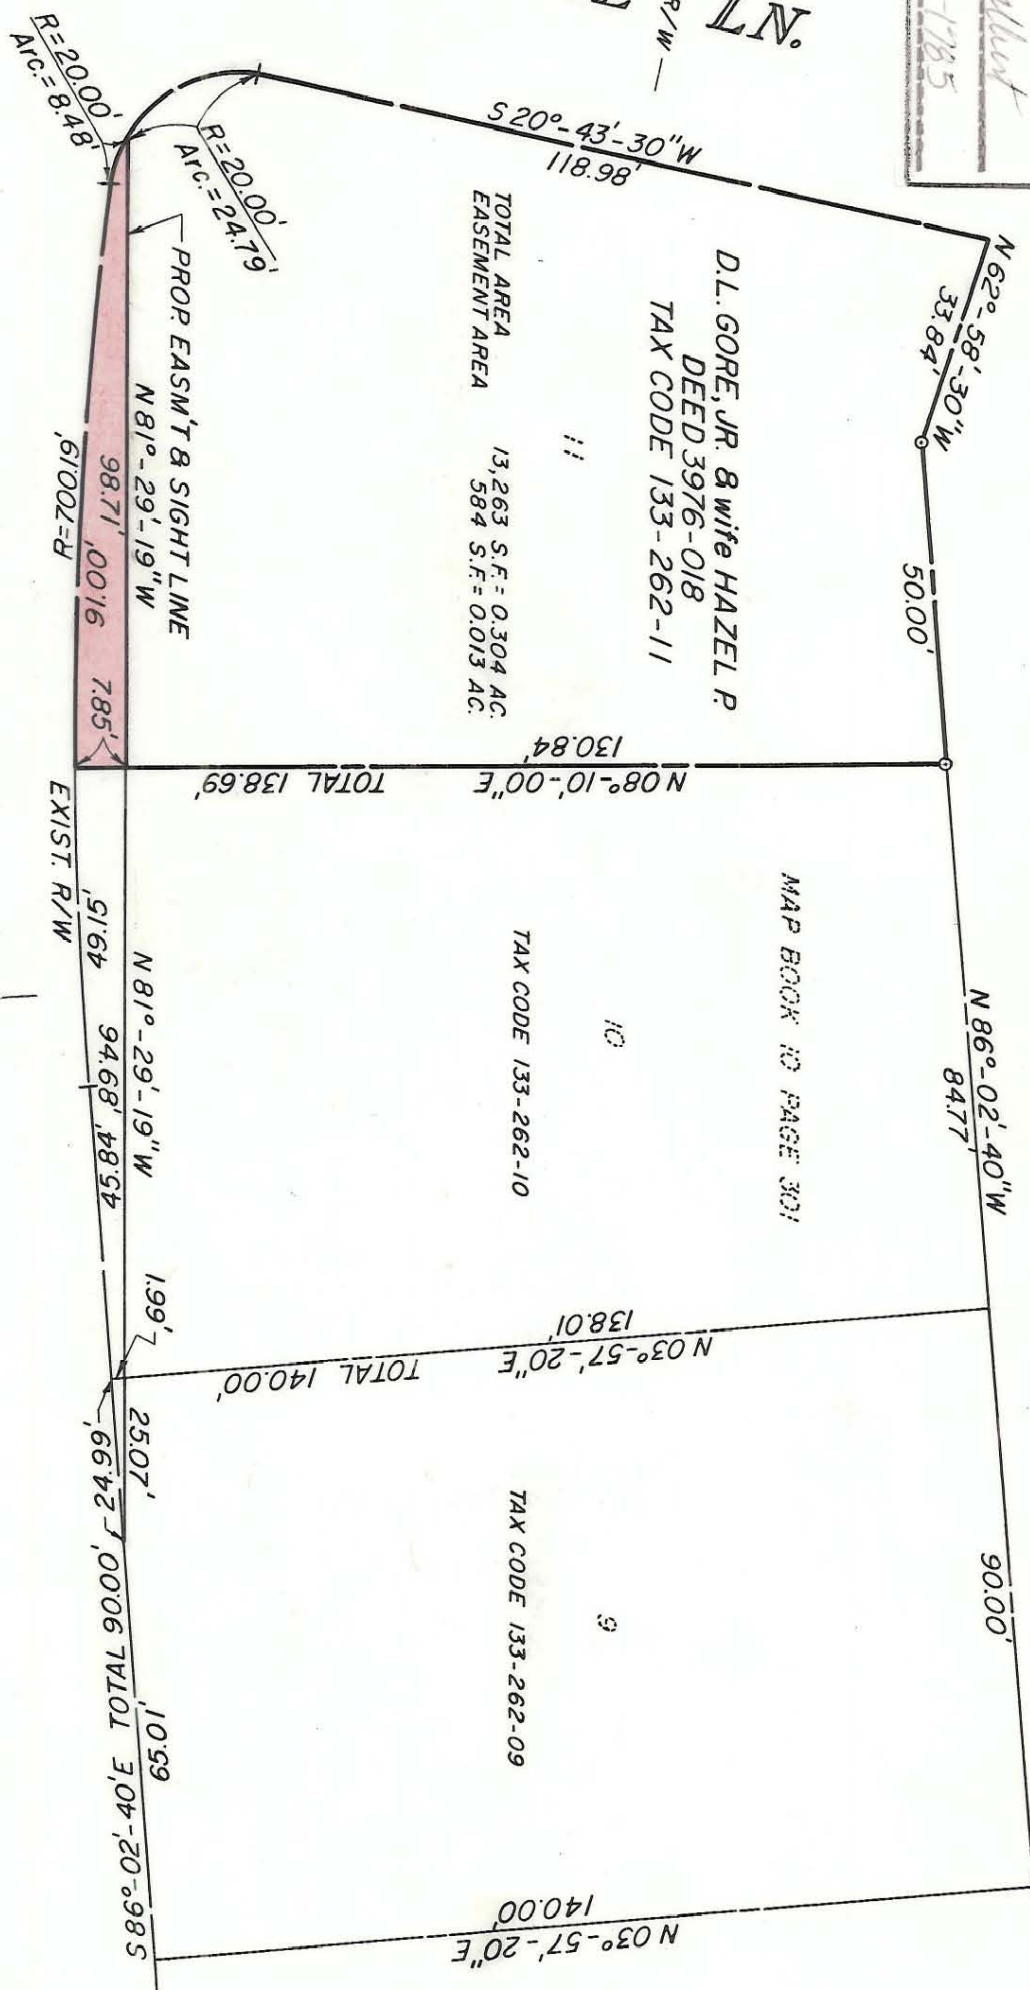 LN.
R/W
-1785
S 20°-43'-30"W
118.98'
N 62°-58'-30"W
33.84'
50.00'
R=20.00'
Arc.=8.48'
R=20.00'
Arc.=24.79'
D.L. GORE, JR. & wife HAZEL P.
DEED 3976-018
TAX CODE 133-262-11
11
TOTAL AREA 13,263 S.F.= 0.304 AC.
EASEMENT AREA 584 S.F.= 0.013 AC.
PROP. EASM'T & SIGHT LINE
N 81°-29'-19"W
98.71'
91.00'
7.85'
R=700.19'
130.84'
N 08°-10'-00"E
TOTAL 138.69'
EXIST. R/W
N 86°-02'-40"W
84.77'
MAP BOOK 10 PAGE 301
10
TAX CODE 133-262-10
N 81°-29'-19"W
94.68'
49.15'
45.84'
1.99'
138.01'
N 03°-57'-20"E
TOTAL 140.00'
90.00'
9
TAX CODE 133-262-09
25.07'
24.99'
TOTAL 90.00'
S 86°-02'-40'E
65.01'
140.00'
N 03°-57'-20"E